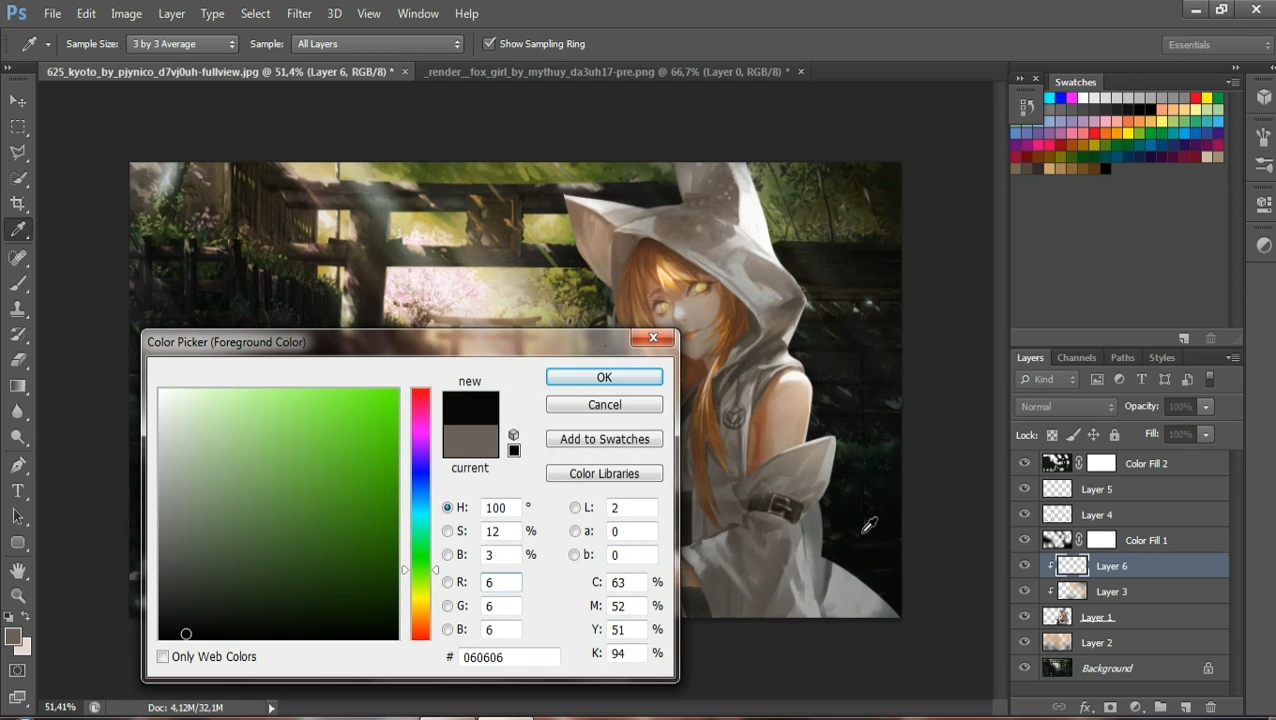 Ps File Edit Image Layer Type Select Filter 3D View Window Help
Sample Size: 3 by 3 Average Sample: All Layers Show Sampling Ring Essentials
625_kyoto_by_pjynico_d7vj0uh-fullview.jpg @ 51,4% (Layer 6, RGB/8) * × _render__fox_girl_by_mythuy_da3uh17-pre.png @ 66,7% (Layer 0, RGB/8) * ×
Swatches
Color Picker (Foreground Color)
new
current
OK
Cancel
Add to Swatches
Color Libraries
H: 100 ° L: 2
S: 12 % a: 0
B: 3 % b: 0
R: 6 C: 63 %
G: 6 M: 52 %
B: 6 Y: 51 %
# 060606 K: 94 %
Only Web Colors
Layers Channels Paths Styles
Kind
Normal Opacity: 100%
Lock: Fill: 100%
Color Fill 2
Layer 5
Layer 4
Color Fill 1
Layer 6
Layer 3
Layer 1
Layer 2
Background
51,41% Doc: 4,12M/32,1M